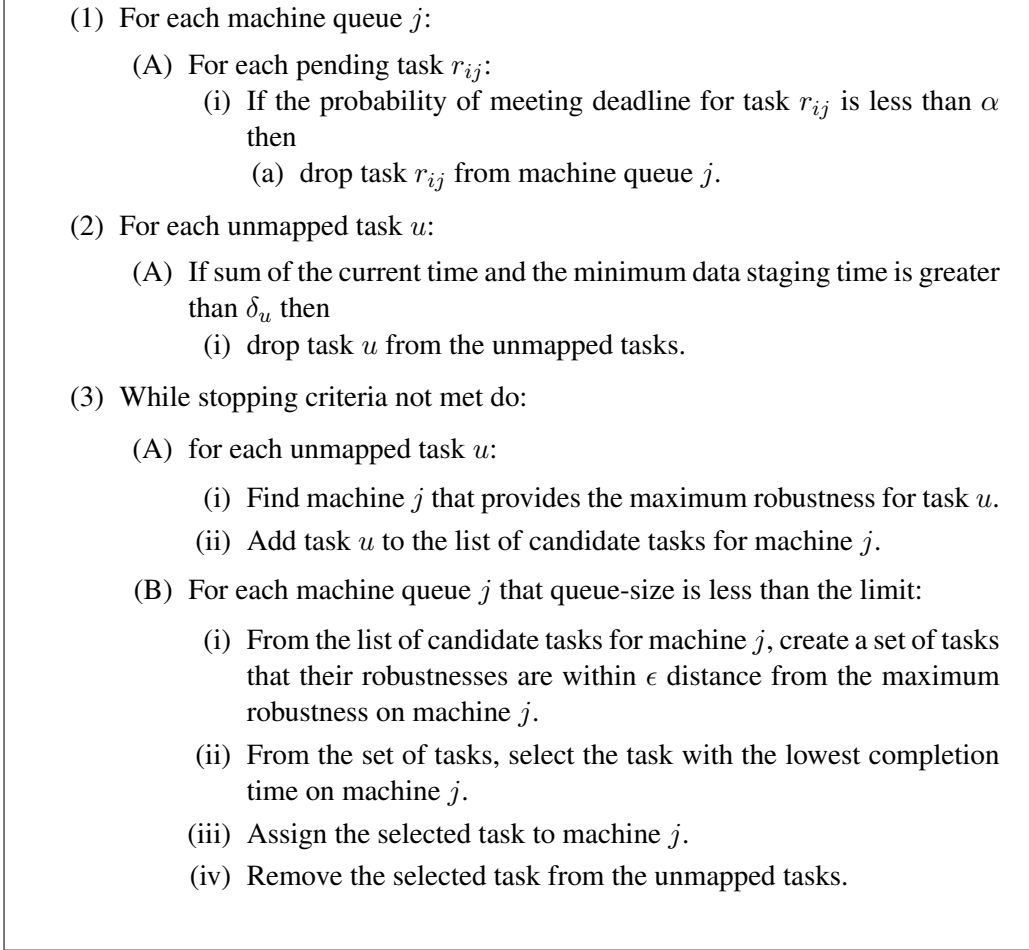 (1) For each machine queue j:
(A) For each pending task r_{ij}:
(i) If the probability of meeting deadline for task r_{ij} is less than α
then
(a) drop task r_{ij} from machine queue j.
(2) For each unmapped task u:
(A) If sum of the current time and the minimum data staging time is greater
than δ_u then
(i) drop task u from the unmapped tasks.
(3) While stopping criteria not met do:
(A) for each unmapped task u:
(i) Find machine j that provides the maximum robustness for task u.
(ii) Add task u to the list of candidate tasks for machine j.
(B) For each machine queue j that queue-size is less than the limit:
(i) From the list of candidate tasks for machine j, create a set of tasks
that their robustnesses are within ϵ distance from the maximum
robustness on machine j.
(ii) From the set of tasks, select the task with the lowest completion
time on machine j.
(iii) Assign the selected task to machine j.
(iv) Remove the selected task from the unmapped tasks.